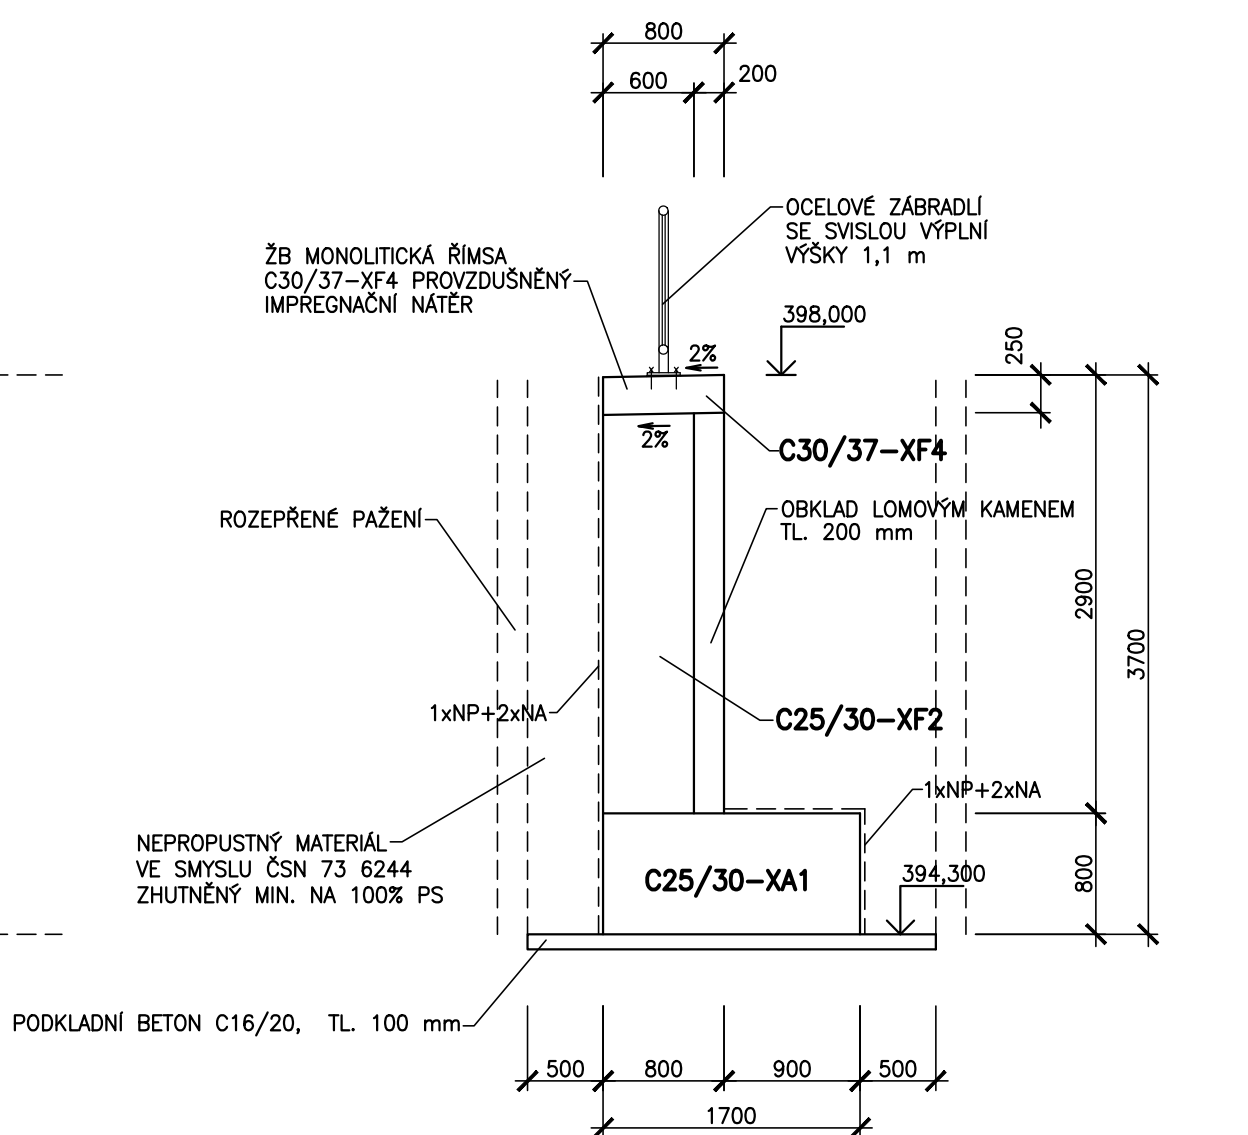 800
600
200
OCELOVÉ ZÁBRADLÍ
SE SVISLOU VÝPLNÍ
VÝŠKY 1,1 m
ŽB MONOLITICKÁ ŘÍMSA
C30/37-XF4 PROVZDUŠNĚNÝ
IMPREGNAČNÍ NÁTĚR
398,000
250
2%
2%
C30/37-XF4
ROZEPŘENÉ PAŽENÍ
OBKLAD LOMOVÝM KAMENEM
TL. 200 mm
2900
3700
1xNP+2xNA
C25/30-XF2
1xNP+2xNA
NEPROPUSTNÝ MATERIÁL
VE SMYSLU ČSN 73 6244
ZHUTNĚNÝ MIN. NA 100% PS
C25/30-XA1
394,300
800
PODKLADNÍ BETON C16/20, TL. 100 mm
500
800
900
500
1700